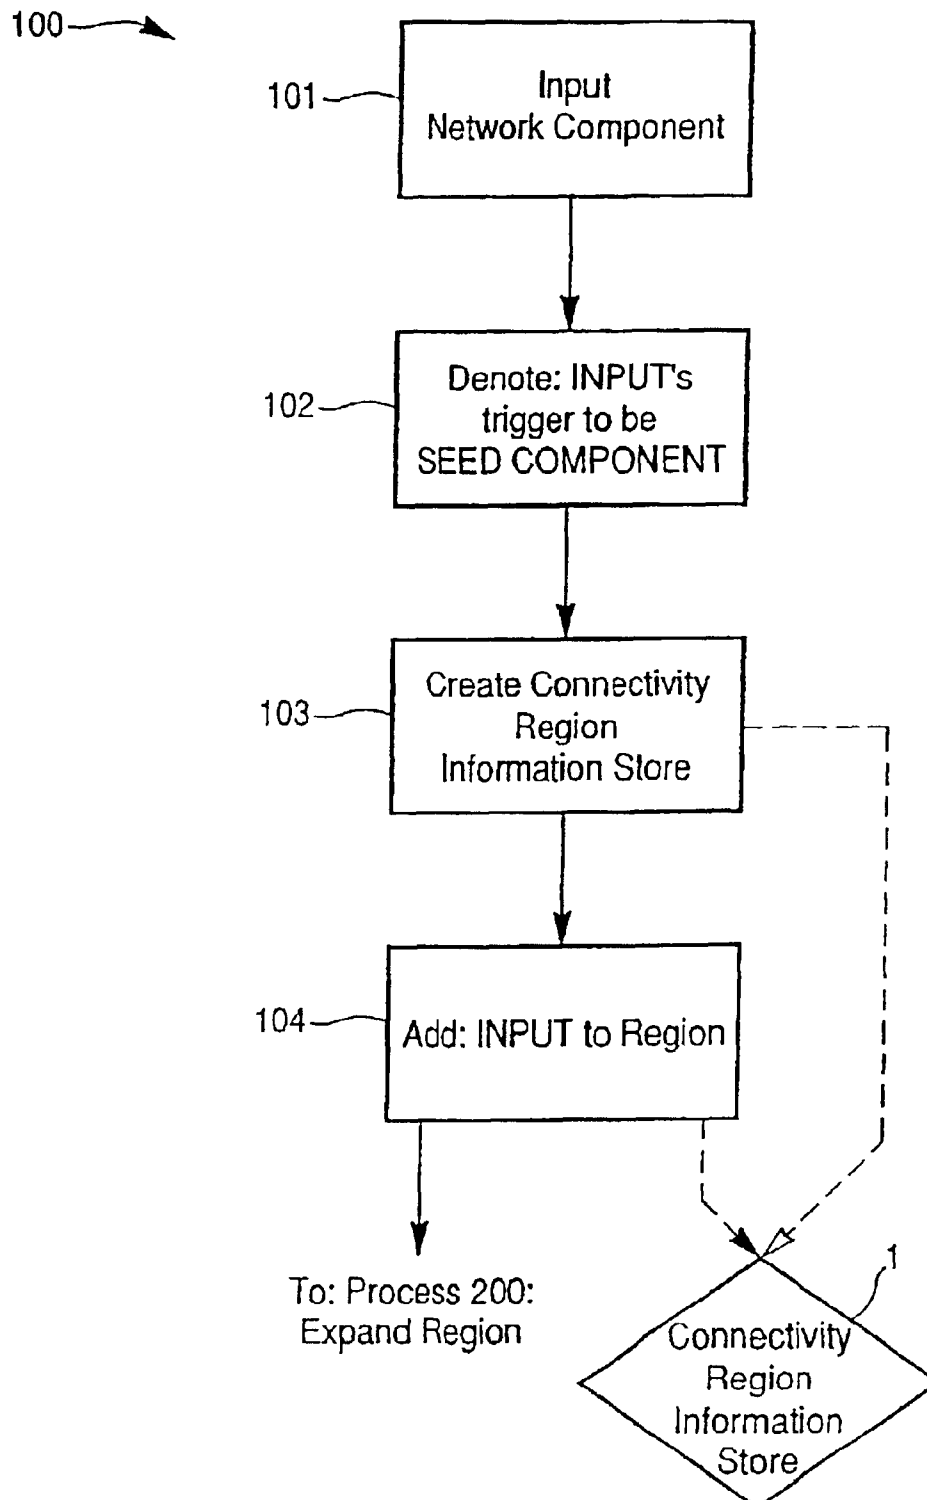 100
101
Input
Network Component
102
Denote: INPUT's
trigger to be
SEED COMPONENT
103
Create Connectivity
Region
Information Store
104
Add: INPUT to Region
To: Process 200:
Expand Region
1
Connectivity
Region
Information
Store